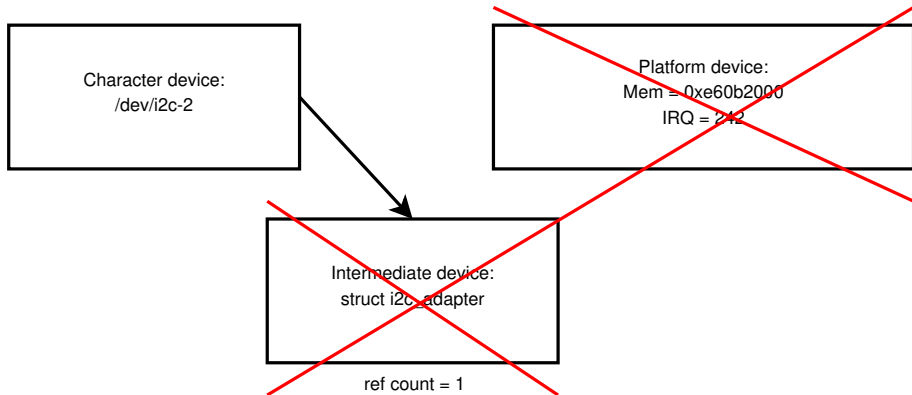 Character device:
/dev/i2c-2
Platform device:
Mem = 0xe60b2000
IRQ = 242
Intermediate device:
struct i2c_adapter
ref count = 1